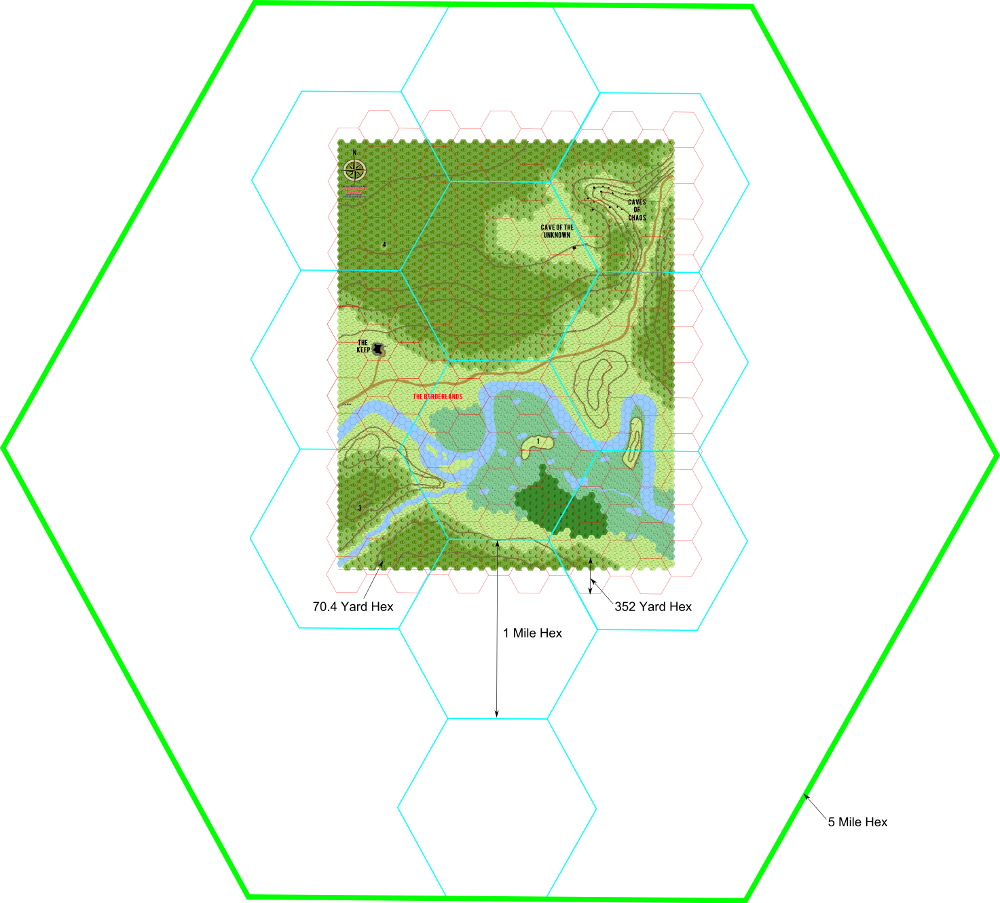 N
CAVES
OF
CHAOS
CAVE OF THE
UNKNOWN
4
THE
KEEP
THE BORDERLANDS
1
3
70.4 Yard Hex
352 Yard Hex
1 Mile Hex
5 Mile Hex